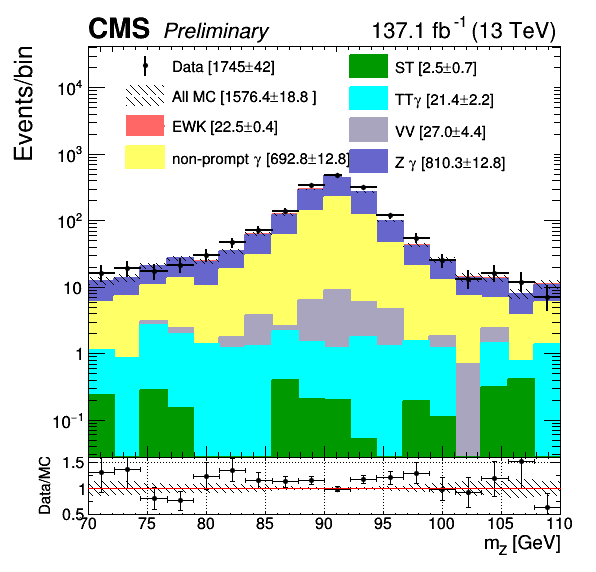 CMS Preliminary 137.1 fb⁻¹ (13 TeV)
Events/bin
Data [1745±42]
All MC [1576.4±18.8 ]
EWK [22.5±0.4]
non-prompt γ [692.8±12.8]
ST [2.5±0.7]
TTγ [21.4±2.2]
VV [27.0±4.4]
Z γ [810.3±12.8]
10⁴
10³
10²
10
1
10⁻¹
Data/MC
1.5
1
0.5
70 75 80 85 90 95 100 105 110
m_Z [GeV]